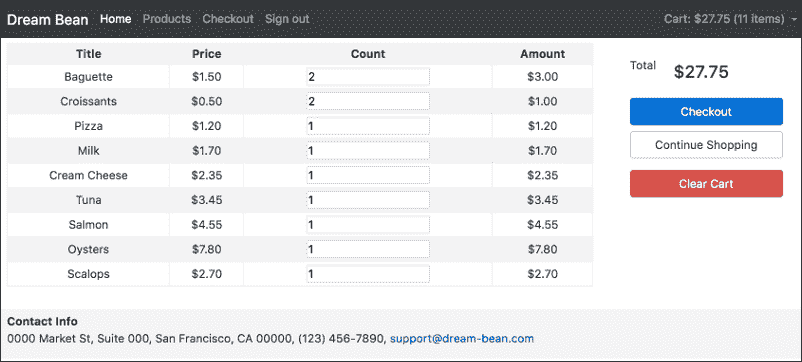 Dream Bean Home Products Checkout Sign out Cart: $27.75 (11 items)
Title Price Count Amount
Baguette $1.50 2 $3.00
Croissants $0.50 2 $1.00
Pizza $1.20 1 $1.20
Milk $1.70 1 $1.70
Cream Cheese $2.35 1 $2.35
Tuna $3.45 1 $3.45
Salmon $4.55 1 $4.55
Oysters $7.80 1 $7.80
Scalops $2.70 1 $2.70
Total $27.75
Checkout
Continue Shopping
Clear Cart
Contact Info
0000 Market St, Suite 000, San Francisco, CA 00000, (123) 456-7890, support@dream-bean.com